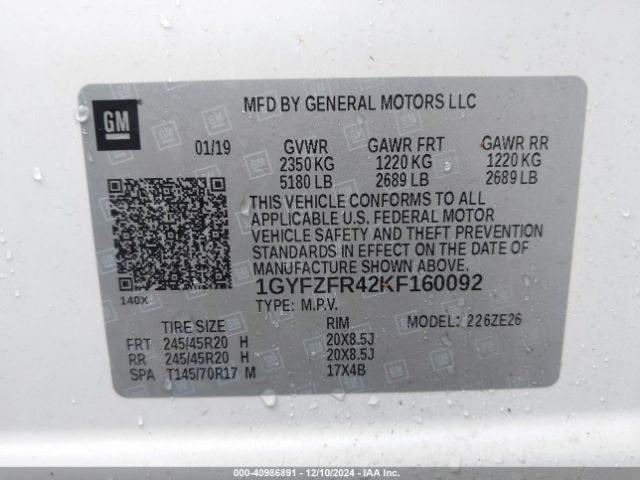 GM
MFD BY GENERAL MOTORS LLC
01/19 GVWR GAWR FRT GAWR RR
2350 KG 1220 KG 1220 KG
5180 LB 2689 LB 2689 LB
THIS VEHICLE CONFORMS TO ALL
APPLICABLE U.S. FEDERAL MOTOR
VEHICLE SAFETY AND THEFT PREVENTION
STANDARDS IN EFFECT ON THE DATE OF
MANUFACTURE SHOWN ABOVE.
140X
1GYFZFR42KF160092
TYPE: M.P.V.
TIRE SIZE RIM MODEL: 226ZE26
FRT 245/45R20 H 20X8.5J
RR 245/45R20 H 20X8.5J
SPA T145/70R17 M 17X4B
000-40986891 - 12/10/2024 - IAAI.COM